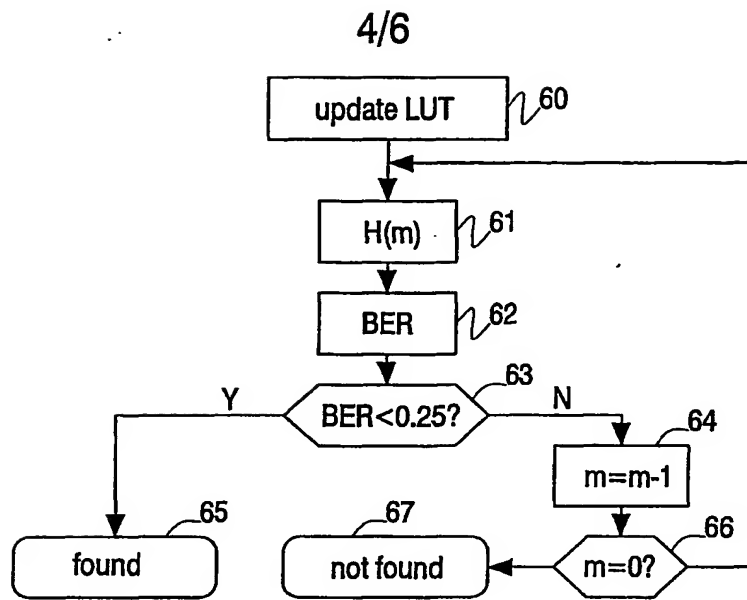 4/6
update LUT
60
H(m)
61
BER
62
BER<0.25?
63
Y
N
m=m-1
64
found
65
not found
67
m=0?
66